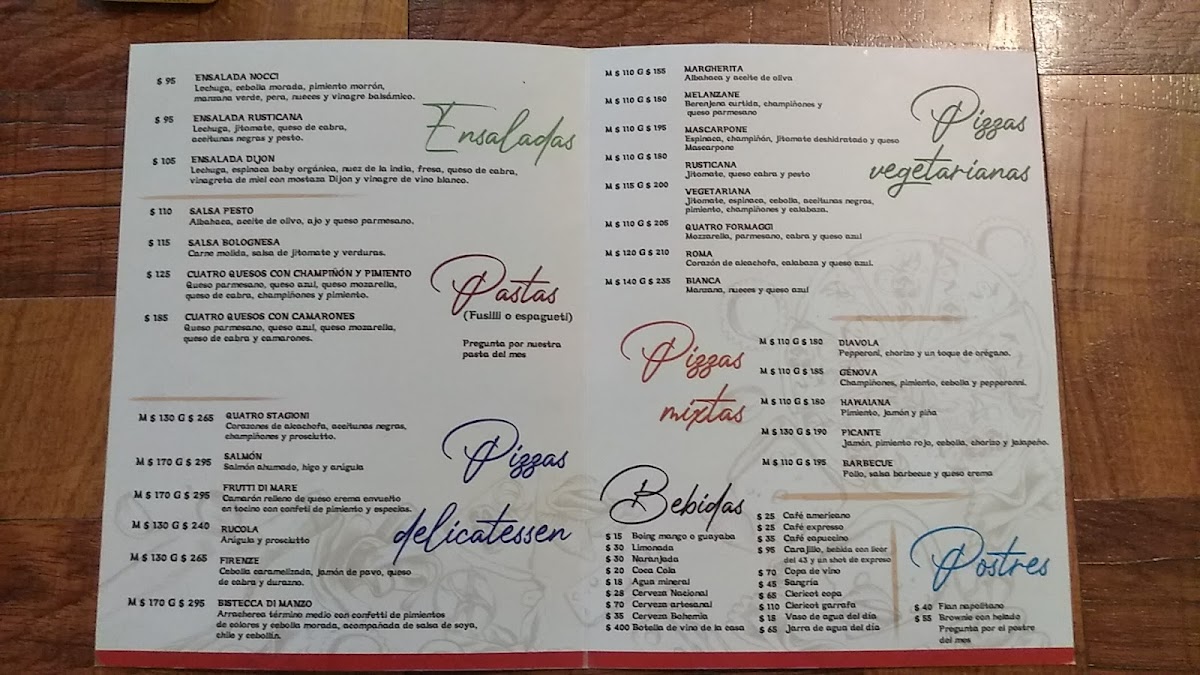 Ensaladas
$ 95 ENSALADA NOCCI
Lechuga, cebolla morada, pimiento morrón,
manzana verde, pera, nueces y vinagre balsámico.
$ 95 ENSALADA RUSTICANA
Lechuga, jitomate, queso de cabra,
aceitunas negras y pesto.
$ 105 ENSALADA DIJON
Lechuga, espinaca baby orgánica, nuez de la india, fresa, queso de cabra,
vinagreta de miel con mostaza Dijon y vinagre de vino blanco.
Pastas
(Fusilli o espagueti)
Pregunta por nuestra
pasta del mes
$ 110 SALSA PESTO
Albahaca, aceite de olivo, ajo y queso parmesano.
$ 115 SALSA BOLOGNESA
Carne molida, salsa de jitomate y verduras.
$ 125 CUATRO QUESOS CON CHAMPIÑÓN Y PIMIENTO
Queso parmesano, queso azul, queso mozarella,
queso de cabra, champiñones y pimiento.
$ 185 CUATRO QUESOS CON CAMARONES
Queso parmesano, queso azul, queso mozarella,
queso de cabra y camarones.
Pizzas
delicatessen
M $ 130 G $ 265 QUATRO STAGIONI
Corazones de alcachofa, aceitunas negras,
champiñones y prosciutto.
M $ 170 G $ 295 SALMÓN
Salmón ahumado, higo y arúgula
M $ 170 G $ 295 FRUTTI DI MARE
Camarón relleno de queso crema envuelto
en tocino con confeti de pimiento y especias.
M $ 130 G $ 240 RUCOLA
Arúgula y prosciutto
M $ 130 G $ 265 FIRENZE
Cebolla caramelizada, jamón de pavo, queso
de cabra y durazno.
M $ 170 G $ 295 BISTECCA DI MANZO
Arrachera término medio con confetti de pimientos
de colores y cebolla morada, acompañada de salsa de soya,
chile y cebollín.
Pizzas
vegetarianas
M $ 110 G $ 155 MARGHERITA
Albahaca y aceite de oliva
M $ 110 G $ 180 MELANZANE
Berenjena curtida, champiñones y
queso parmesano
M $ 110 G $ 195 MASCARPONE
Espinaca, champiñón, jitomate deshidratado y queso
Mascarpone
M $ 110 G $ 180 RUSTICANA
Jitomate, queso cabra y pesto
M $ 115 G $ 200 VEGETARIANA
Jitomate, espinaca, cebolla, aceitunas negras,
pimiento, champiñones y calabaza.
M $ 110 G $ 205 QUATRO FORMAGGI
Mozzarella, parmesano, cabra y queso azul
M $ 120 G $ 210 ROMA
Corazón de alcachofa, calabaza y queso azul.
M $ 140 G $ 235 BIANCA
Manzana, nueces y queso azul
Pizzas
mixtas
M $ 110 G $ 180 DIAVOLA
Pepperoni, chorizo y un toque de orégano.
M $ 110 G $ 185 GÉNOVA
Champiñones, pimiento, cebolla y pepperonni.
M $ 110 G $ 180 HAWAIANA
Pimiento, jamón y piña
M $ 130 G $ 190 PICANTE
Jamón, pimiento rojo, cebolla, chorizo y jalapeño.
M $ 110 G $ 195 BARBECUE
Pollo, salsa barbecue y queso crema
Bebidas
$ 15 Boing mango o guayaba
$ 30 Limonada
$ 30 Naranjada
$ 20 Coca Cola
$ 18 Agua mineral
$ 28 Cerveza Nacional
$ 70 Cerveza artesanal
$ 35 Cerveza Bohemia
$ 400 Botella de vino de la casa
$ 25 Café americano
$ 25 Café expresso
$ 35 Café capuccino
$ 95 Carajillo, bebida con licor
del 43 y un shot de expreso
$ 70 Copa de vino
$ 45 Sangría
$ 65 Clericot copa
$ 110 Clericot garrafa
$ 18 Vaso de agua del día
$ 65 Jarra de agua del día
Postres
$ 40 Flan napolitano
$ 55 Brownie con helado
Pregunta por el postre
del mes